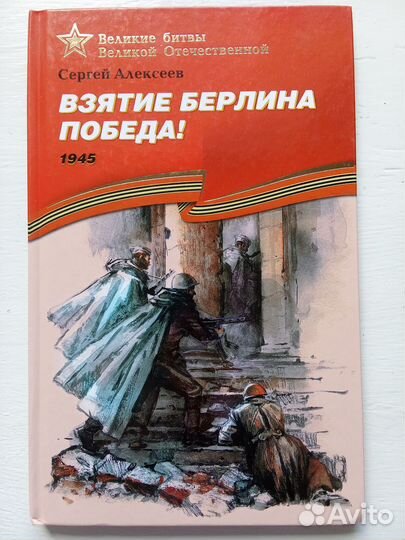 Великие битвы
Великой Отечественной
Сергей Алексеев
ВЗЯТИЕ БЕРЛИНА
ПОБЕДА!
1945
Avito